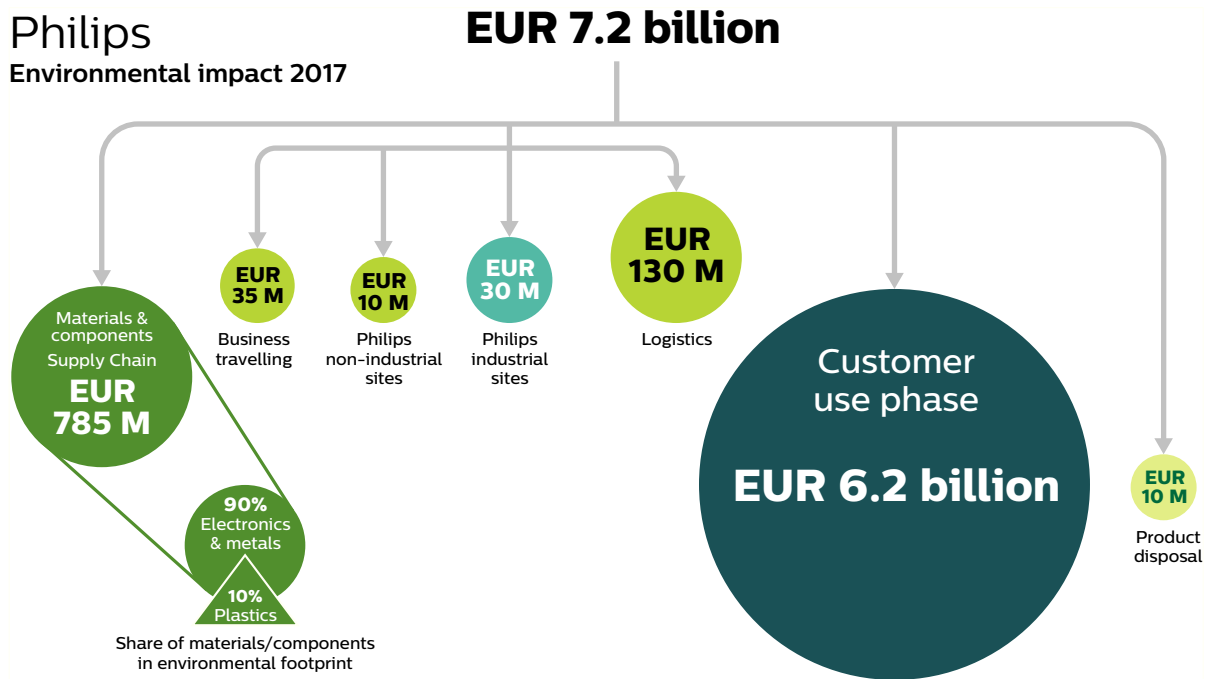 Philips
Environmental impact 2017
EUR 7.2 billion
Materials &
components
Supply Chain
EUR
785 M
90%
Electronics
& metals
10%
Plastics
Share of materials/components
in environmental footprint
EUR
35 M
Business
travelling
EUR
10 M
Philips
non-industrial
sites
EUR
30 M
Philips
industrial
sites
EUR
130 M
Logistics
Customer
use phase
EUR 6.2 billion
EUR
10 M
Product
disposal